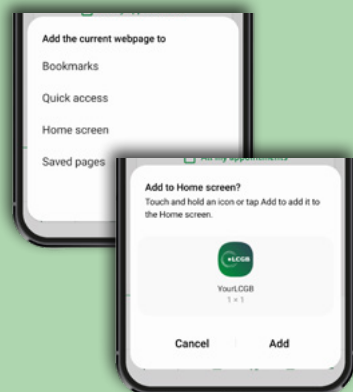 Add the current webpage to
Bookmarks
Quick access
Home screen
Saved pages
All my appointments
Add to Home screen?
Touch and hold an icon or tap Add to add it to
the Home screen.
LCGB
YourLCGB
1 × 1
Cancel
Add